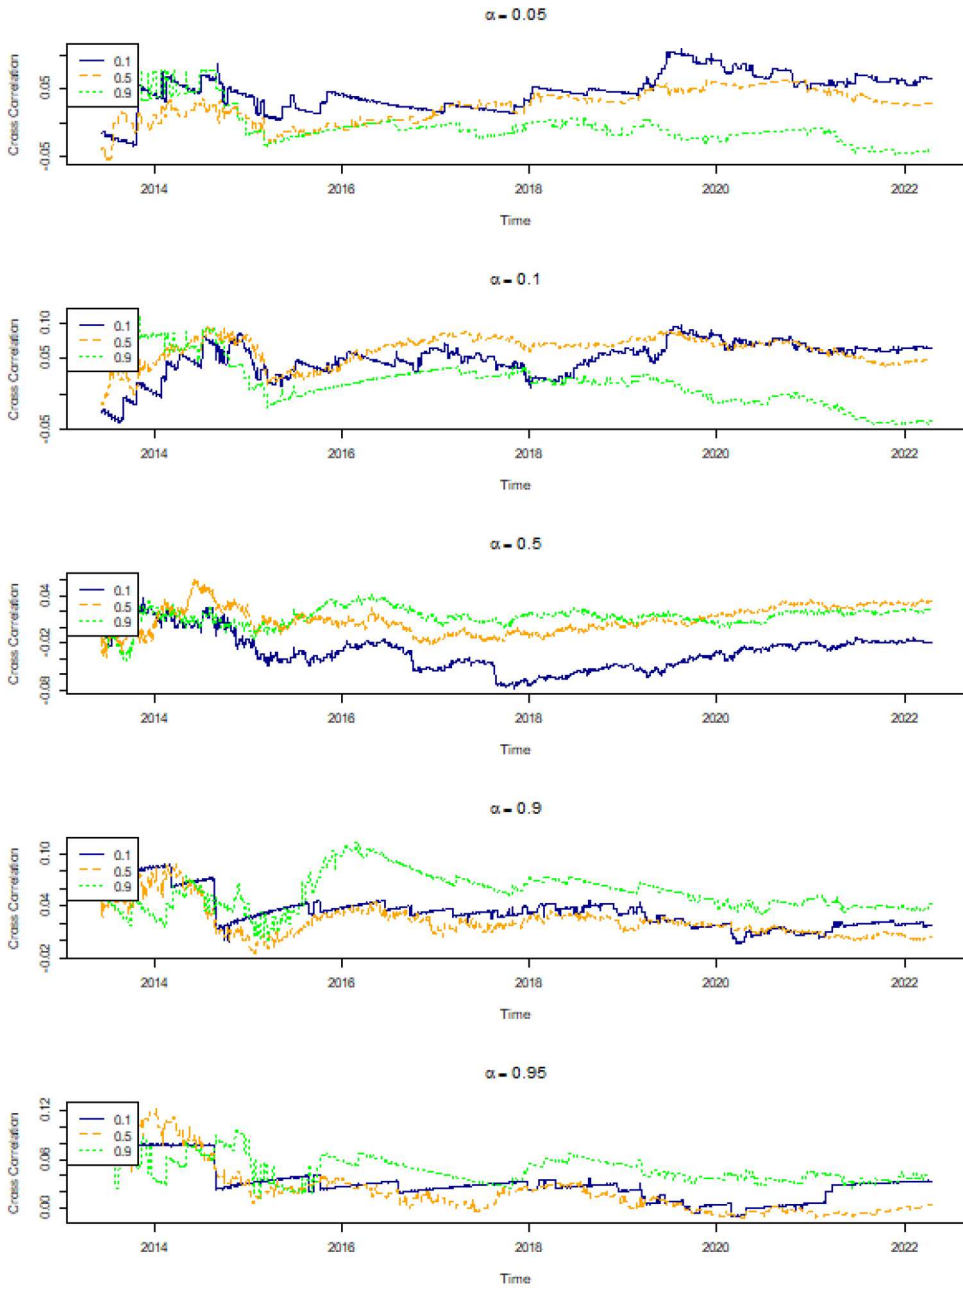 α = 0.05
0.1
0.5
0.9
Cross Correlation
0.05
-0.05
2014 2016 2018 2020 2022
Time
α = 0.1
0.1
0.5
0.9
Cross Correlation
0.10
0.05
-0.05
2014 2016 2018 2020 2022
Time
α = 0.5
0.1
0.5
0.9
Cross Correlation
0.04
-0.02
-0.08
2014 2016 2018 2020 2022
Time
α = 0.9
0.1
0.5
0.9
Cross Correlation
0.10
0.04
-0.02
2014 2016 2018 2020 2022
Time
α = 0.95
0.1
0.5
0.9
Cross Correlation
0.12
0.06
0.00
2014 2016 2018 2020 2022
Time